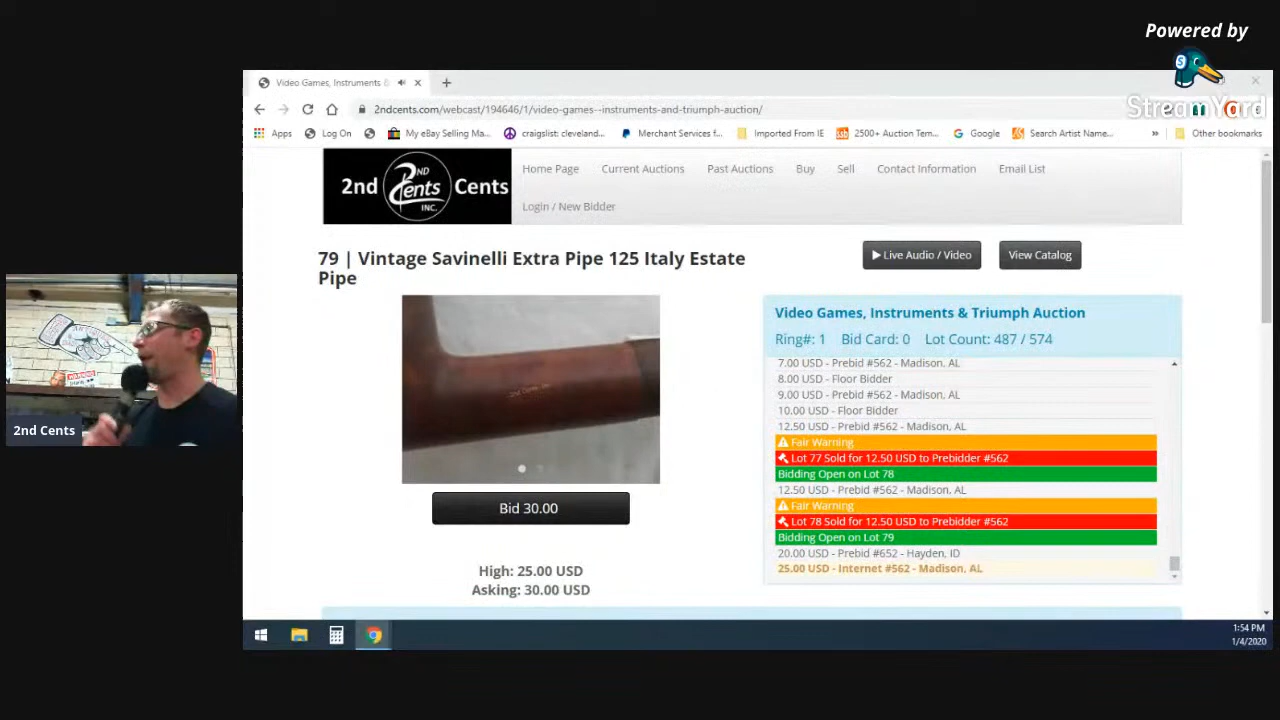 Powered by
StreamYard
Video Games, Instruments &
2ndcents.com/webcast/194646/1/video-games--instruments-and-triumph-auction/
Apps
Log On
My eBay Selling Ma...
craigslist: cleveland...
Merchant Services f...
Imported From IE
2500+ Auction Tem...
Google
Search Artist Name...
»
Other bookmarks
2nd
2ND
Cents
INC.
Cents
Home Page
Current Auctions
Past Auctions
Buy
Sell
Contact Information
Email List
Login / New Bidder
79 | Vintage Savinelli Extra Pipe 125 Italy Estate
Pipe
Live Audio / Video
View Catalog
Video Games, Instruments & Triumph Auction
Ring#: 1 Bid Card: 0 Lot Count: 487 / 574
7.00 USD - Prebid #562 - Madison, AL
8.00 USD - Floor Bidder
9.00 USD - Prebid #562 - Madison, AL
10.00 USD - Floor Bidder
12.50 USD - Prebid #562 - Madison, AL
Fair Warning
Lot 77 Sold for 12.50 USD to Prebidder #562
Bidding Open on Lot 78
12.50 USD - Prebid #562 - Madison, AL
Fair Warning
Lot 78 Sold for 12.50 USD to Prebidder #562
Bidding Open on Lot 79
20.00 USD - Prebid #652 - Hayden, ID
25.00 USD - Internet #562 - Madison, AL
Bid 30.00
High: 25.00 USD
Asking: 30.00 USD
2nd Cents
1:54 PM
1/4/2020